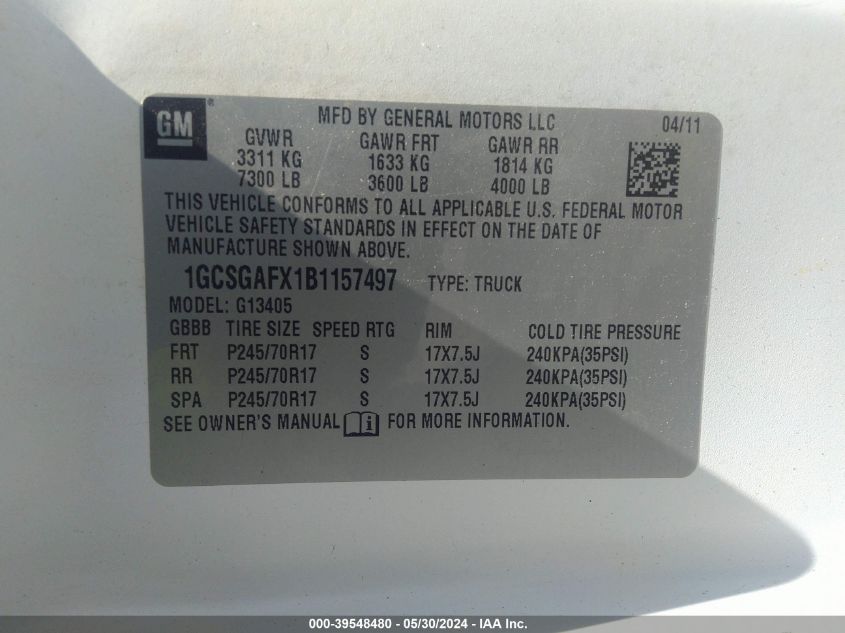 GM® MFD BY GENERAL MOTORS LLC 04/11
GVWR GAWR FRT GAWR RR
3311 KG 1633 KG 1814 KG
7300 LB 3600 LB 4000 LB
THIS VEHICLE CONFORMS TO ALL APPLICABLE U.S. FEDERAL MOTOR
VEHICLE SAFETY STANDARDS IN EFFECT ON THE DATE OF
MANUFACTURE SHOWN ABOVE.
1GCSGAFX1B1157497 TYPE: TRUCK
MODEL: G13405
GBBB TIRE SIZE SPEED RTG RIM COLD TIRE PRESSURE
FRT P245/70R17 S 17X7.5J 240KPA(35PSI)
RR P245/70R17 S 17X7.5J 240KPA(35PSI)
SPA P245/70R17 S 17X7.5J 240KPA(35PSI)
SEE OWNER'S MANUAL i FOR MORE INFORMATION.
000-39548480 - 05/30/2024 - IAA Inc.